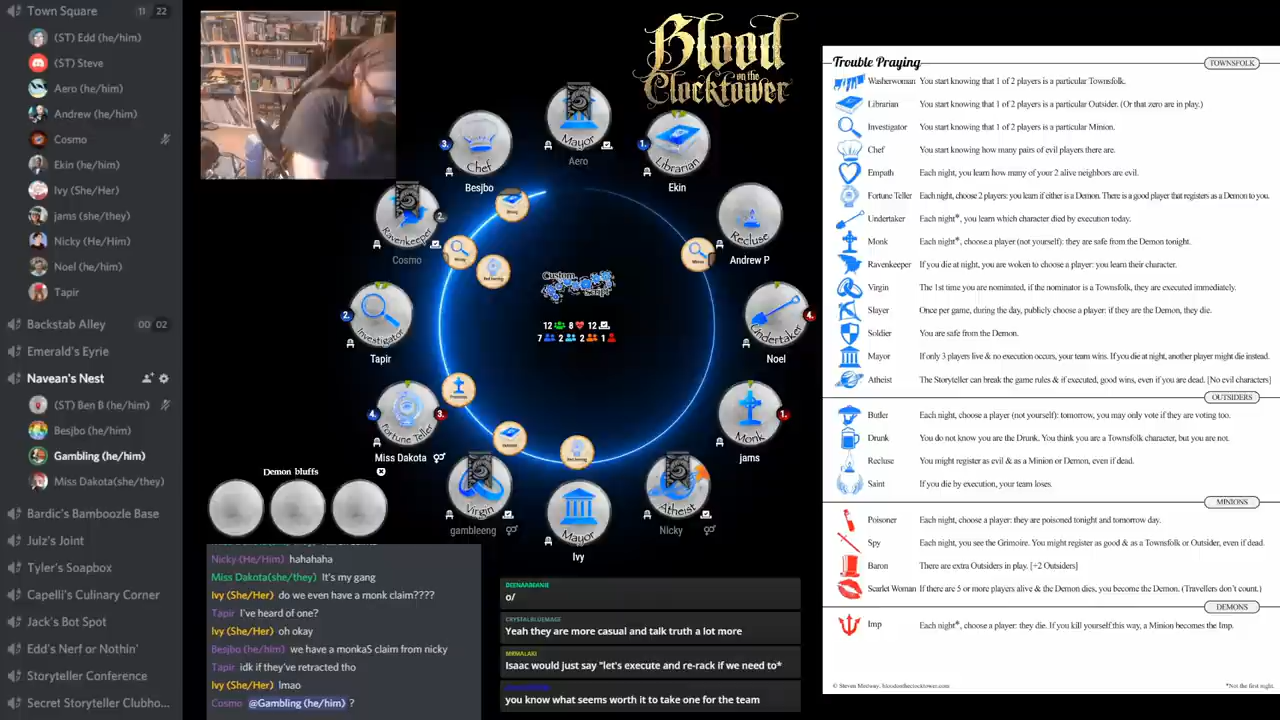 Town Square 11 22
(ST) Edd (he/him)
(ST) Steve
Aero (he/him)
Andrew (he/him)
Cosmo
Ekin (he/him)
Ivy (She/Her)
jams (she/they)
Nicky (He/Him)
Noel (he/him)
Tapir
Backstab Alley 00 02
Emerald's Eyrie
Navean's Nest
(ST) Ben B (he/him)
Besjbo (he/him)
Gambling (he/him)
Miss Dakota(she/they)
Bardic's Bamboozle Base
Juiz's Joint
Tyler's Soapbox
Capelli's Culinary Corner
Jack's Box
Edd's Nerf or Nothin'
Storyteller Conference
Secret Storyteller Clubho...
Blood
on the
Clocktower
Mayor
Aero
1.
Librarian
Ekin
Recluse
Andrew P
Undertaker
4.
Noel
Monk
1.
jams
Atheist
Nicky
Mayor
Ivy
Virgin
gambleeng
4.
Fortune Teller
3.
Miss Dakota
2.
Investigator
Tapir
Ravenkeeper
2.
Cosmo
3.
Chef
Besjbo
Custom
Script
12 8 12
7 2 2 1
Demon bluffs
Nicky (He/Him) hahahaha
Miss Dakota(she/they) It's my gang
Ivy (She/Her) do we even have a monk claim????
Tapir I've heard of one?
Ivy (She/Her) oh okay
Besjbo (he/him) we have a monkaS claim from nicky
Tapir idk if they've retracted tho
Ivy (She/Her) lmao
Cosmo @Gambling (he/him) ?
o/
CRYSTALBLUEMAGE
Yeah they are more casual and talk truth a lot more
Isaac would just say "let's execute and re-rack if we need to*
you know what seems worth it to take one for the team
Trouble Praying
TOWNSFOLK
Washerwoman You start knowing that 1 of 2 players is a particular Townsfolk.
Librarian You start knowing that 1 of 2 players is a particular Outsider. (Or that zero are in play.)
Investigator You start knowing that 1 of 2 players is a particular Minion.
Chef You start knowing how many pairs of evil players there are.
Empath Each night, you learn how many of your 2 alive neighbors are evil.
Fortune Teller Each night, choose 2 players: you learn if either is a Demon. There is a good player that registers as a Demon to you.
Undertaker Each night*, you learn which character died by execution today.
Monk Each night*, choose a player (not yourself): they are safe from the Demon tonight.
Ravenkeeper If you die at night, you are woken to choose a player: you learn their character.
Virgin The 1st time you are nominated, if the nominator is a Townsfolk, they are executed immediately.
Slayer Once per game, during the day, publicly choose a player: if they are the Demon, they die.
Soldier You are safe from the Demon.
Mayor If only 3 players live & no execution occurs, your team wins. If you die at night, another player might die instead.
Atheist The Storyteller can break the game rules & if executed, good wins, even if you are dead. [No evil characters]
OUTSIDERS
Butler Each night, choose a player (not yourself): tomorrow, you may only vote if they are voting too.
Drunk You do not know you are the Drunk. You think you are a Townsfolk character, but you are not.
Recluse You might register as evil & as a Minion or Demon, even if dead.
Saint If you die by execution, your team loses.
MINIONS
Poisoner Each night, choose a player: they are poisoned tonight and tomorrow day.
Spy Each night, you see the Grimoire. You might register as good & as a Townsfolk or Outsider, even if dead.
Baron There are extra Outsiders in play. [+2 Outsiders]
Scarlet Woman If there are 5 or more players alive & the Demon dies, you become the Demon. (Travellers don't count.)
DEMONS
Imp Each night*, choose a player: they die. If you kill yourself this way, a Minion becomes the Imp.
© Steven Medway, bloodontheclocktower.com
*Not the first night.